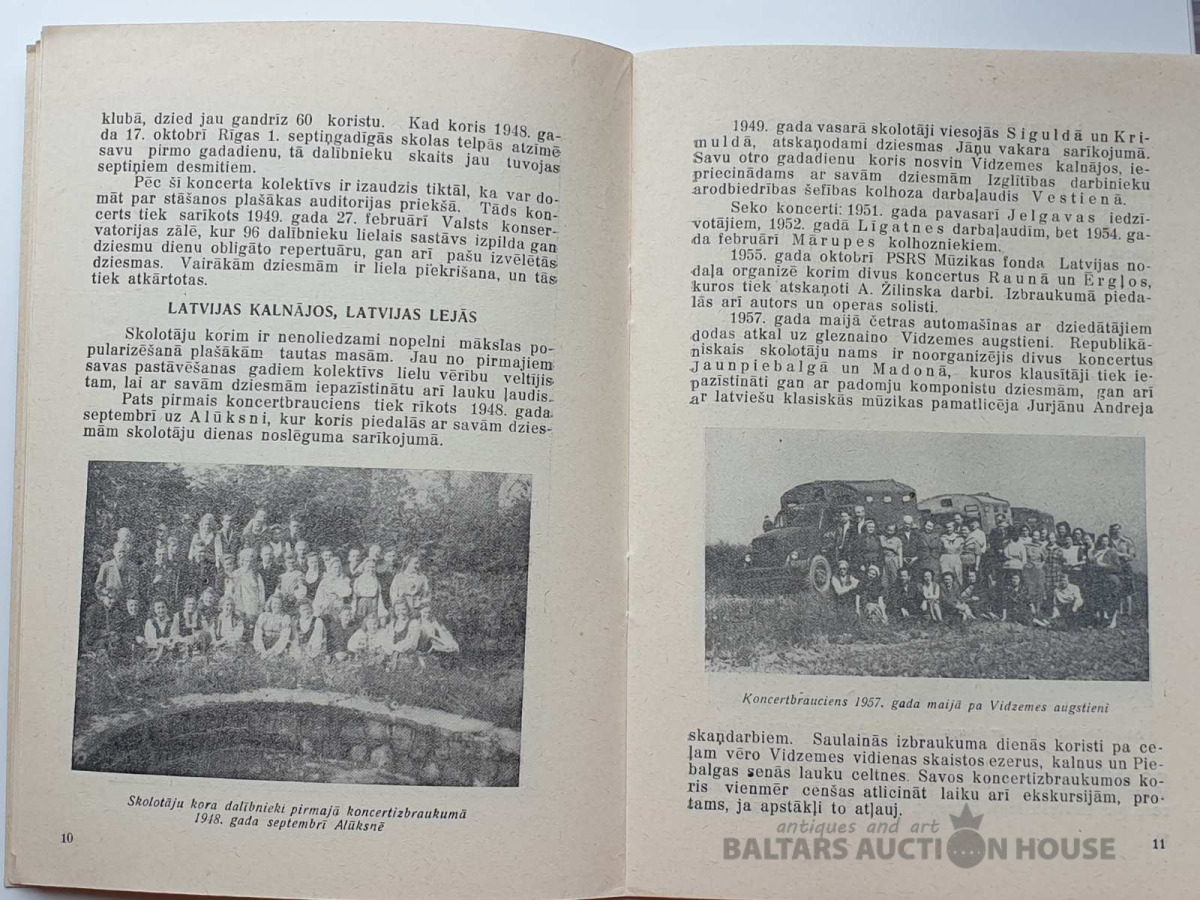 klubā, dzied jau gandrīz 60 koristu. Kad koris 1948. ga-
da 17. oktobrī Rīgas 1. septiņgadīgās skolas telpās atzīmē
savu pirmo gadadienu, tā dalībnieku skaits jau tuvojas
septiņiem desmitiem.
Pēc šī koncerta kolektīvs ir izaudzis tiktāl, ka var do-
māt par stāšanos plašākas auditorijas priekšā. Tāds kon-
certs tiek sarīkots 1949. gada 27. februārī Valsts konser-
vatorijas zālē, kur 96 dalībnieku lielais sastāvs izpilda gan
dziesmu dienu obligāto repertuāru, gan arī pašu izvēlētās
dziesmas. Vairākām dziesmām ir liela piekrišana, un tās
tiek atkārtotas.
LATVIJAS KALNĀJOS, LATVIJAS LEJĀS
Skolotāju korim ir nenoliedzami nopelni mākslas po-
pularizēšanā plašākām tautas masām. Jau no pirmajiem
savas pastāvēšanas gadiem kolektīvs lielu vērību veltījis
tam, lai ar savām dziesmām iepazīstinātu arī lauku ļaudis.
Pats pirmais koncertbrauciens tiek rīkots 1948. gada
septembrī uz Alūksni, kur koris piedalās ar savām dzies-
mām skolotāju dienas noslēguma sarīkojumā.
Skolotāju kora dalībnieki pirmajā koncertizbraukumā
1948. gada septembrī Alūksnē
10
1949. gada vasarā skolotāji viesojās Siguldā un Kri-
muldā, atskaņodami dziesmas Jāņu vakara sarīkojumā.
Savu otro gadadienu koris nosvin Vidzemes kalnājos, ie-
priecinādams ar savām dziesmām Izglītības darbinieku
arodbiedrības šefības kolhoza darbaļaudis Vestienā.
Seko koncerti: 1951. gada pavasarī Jelgavas iedzī-
votājiem, 1952. gadā Līgatnes darbaļaudīm, bet 1954. ga-
da februārī Mārupes kolhozniekiem.
1955. gada oktobrī PSRS Mūzikas fonda Latvijas no-
daļa organizē korim divus koncertus Raunā un Ērgļos,
kuros tiek atskaņoti A. Žilinska darbi. Izbraukumā pieda-
lās arī autors un operas solisti.
1957. gada maijā četras automašīnas ar dziedātājiem
dodas atkal uz gleznaino Vidzemes augstieni. Republikā-
niskais skolotāju nams ir noorganizējis divus koncertus
Jaunpiebalgā un Madonā, kuros klausītāji tiek ie-
pazīstināti gan ar padomju komponistu dziesmām, gan arī
ar latviešu klasiskās mūzikas pamatlicēja Jurjānu Andreja
Koncertbrauciens 1957. gada maijā pa Vidzemes augstieni
skaņdarbiem. Saulainās izbraukuma dienās koristi pa ce-
ļam vēro Vidzemes vidienas skaistos ezerus, kalnus un Pie-
balgas senās lauku celtnes. Savos koncertizbraukumos ko-
ris vienmēr cenšas atlicināt laiku arī ekskursijām, pro-
tams, ja apstākļi to atļauj.
11
antiques and art
BALTARS AUCTION HOUSE